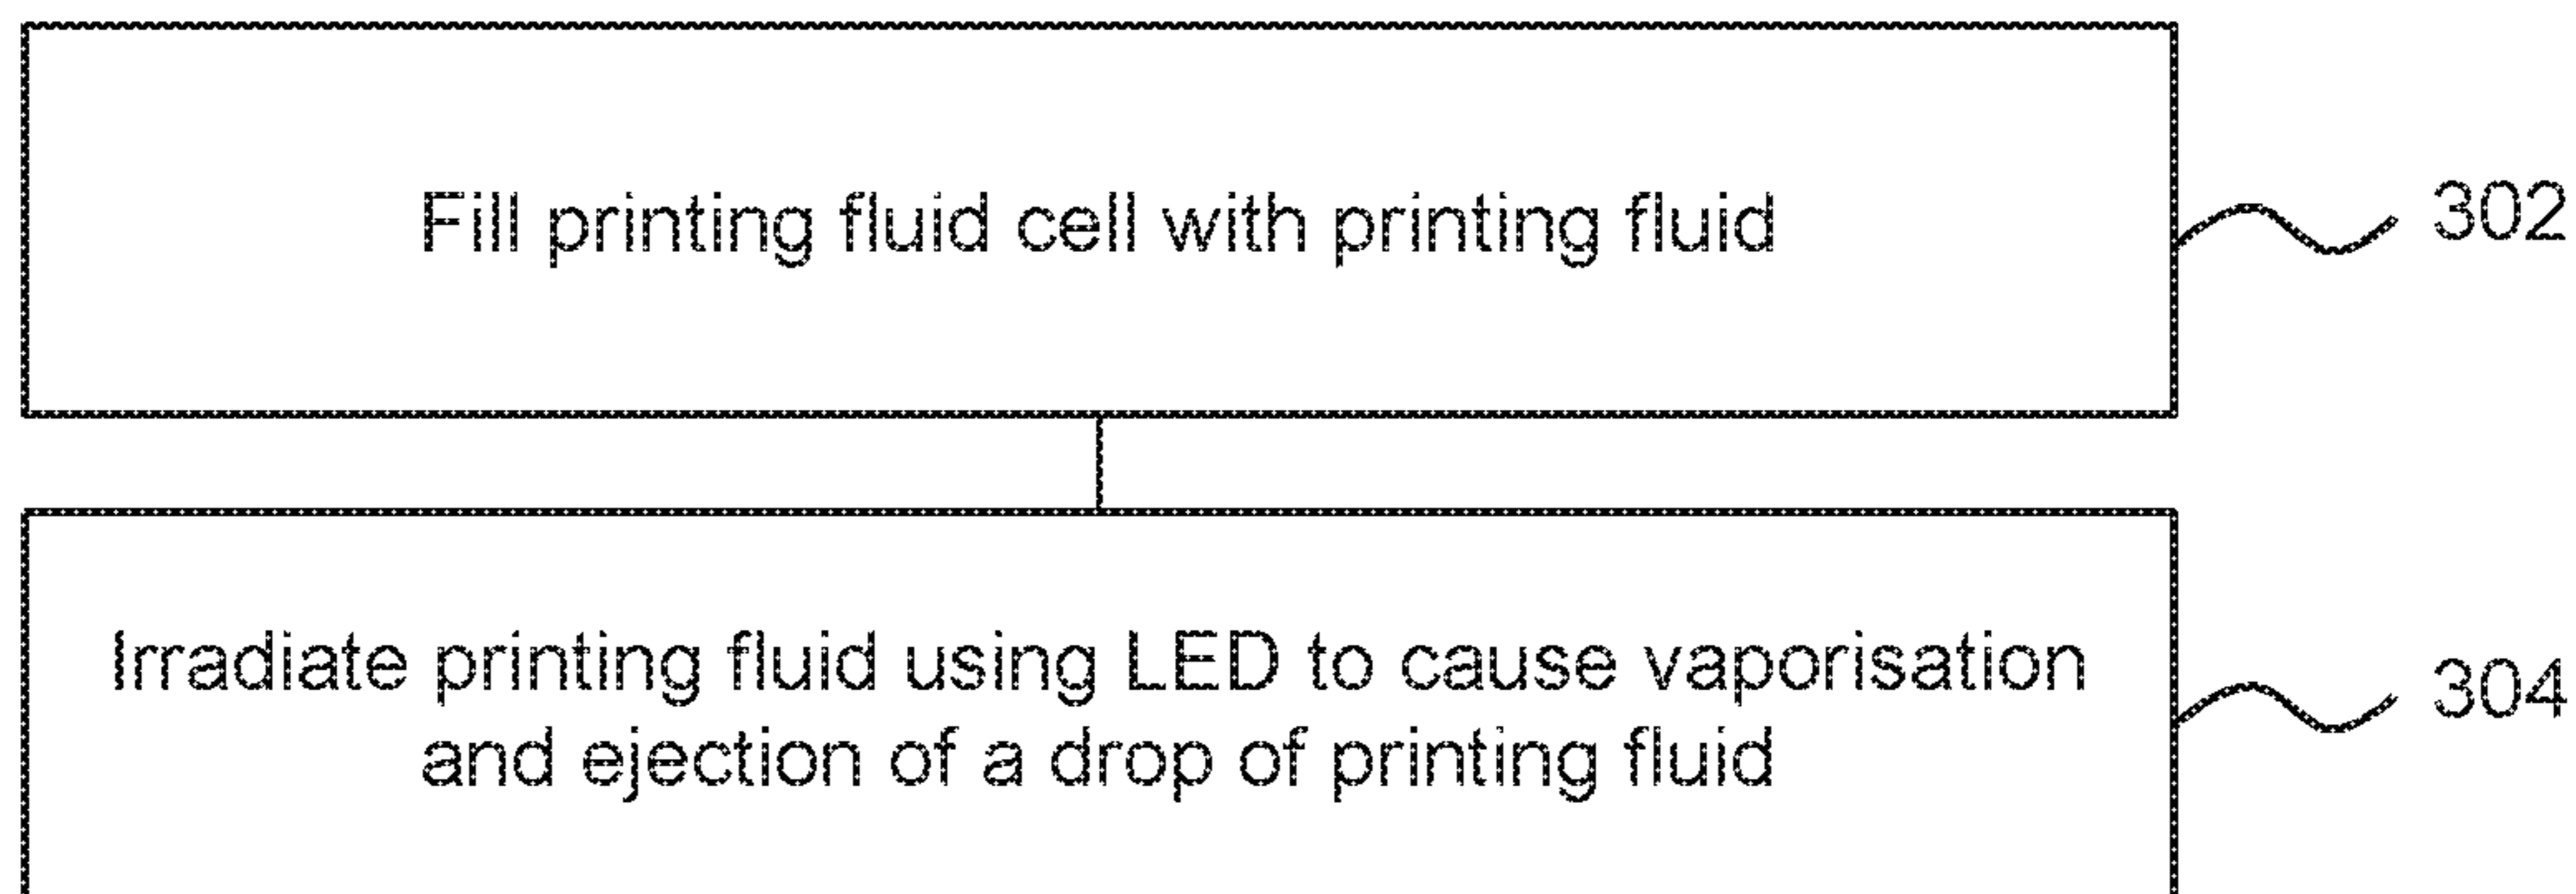 Fill printing fluid cell with printing fluid
302
Irradiate printing fluid using LED to cause vaporisation
and ejection of a drop of printing fluid
304